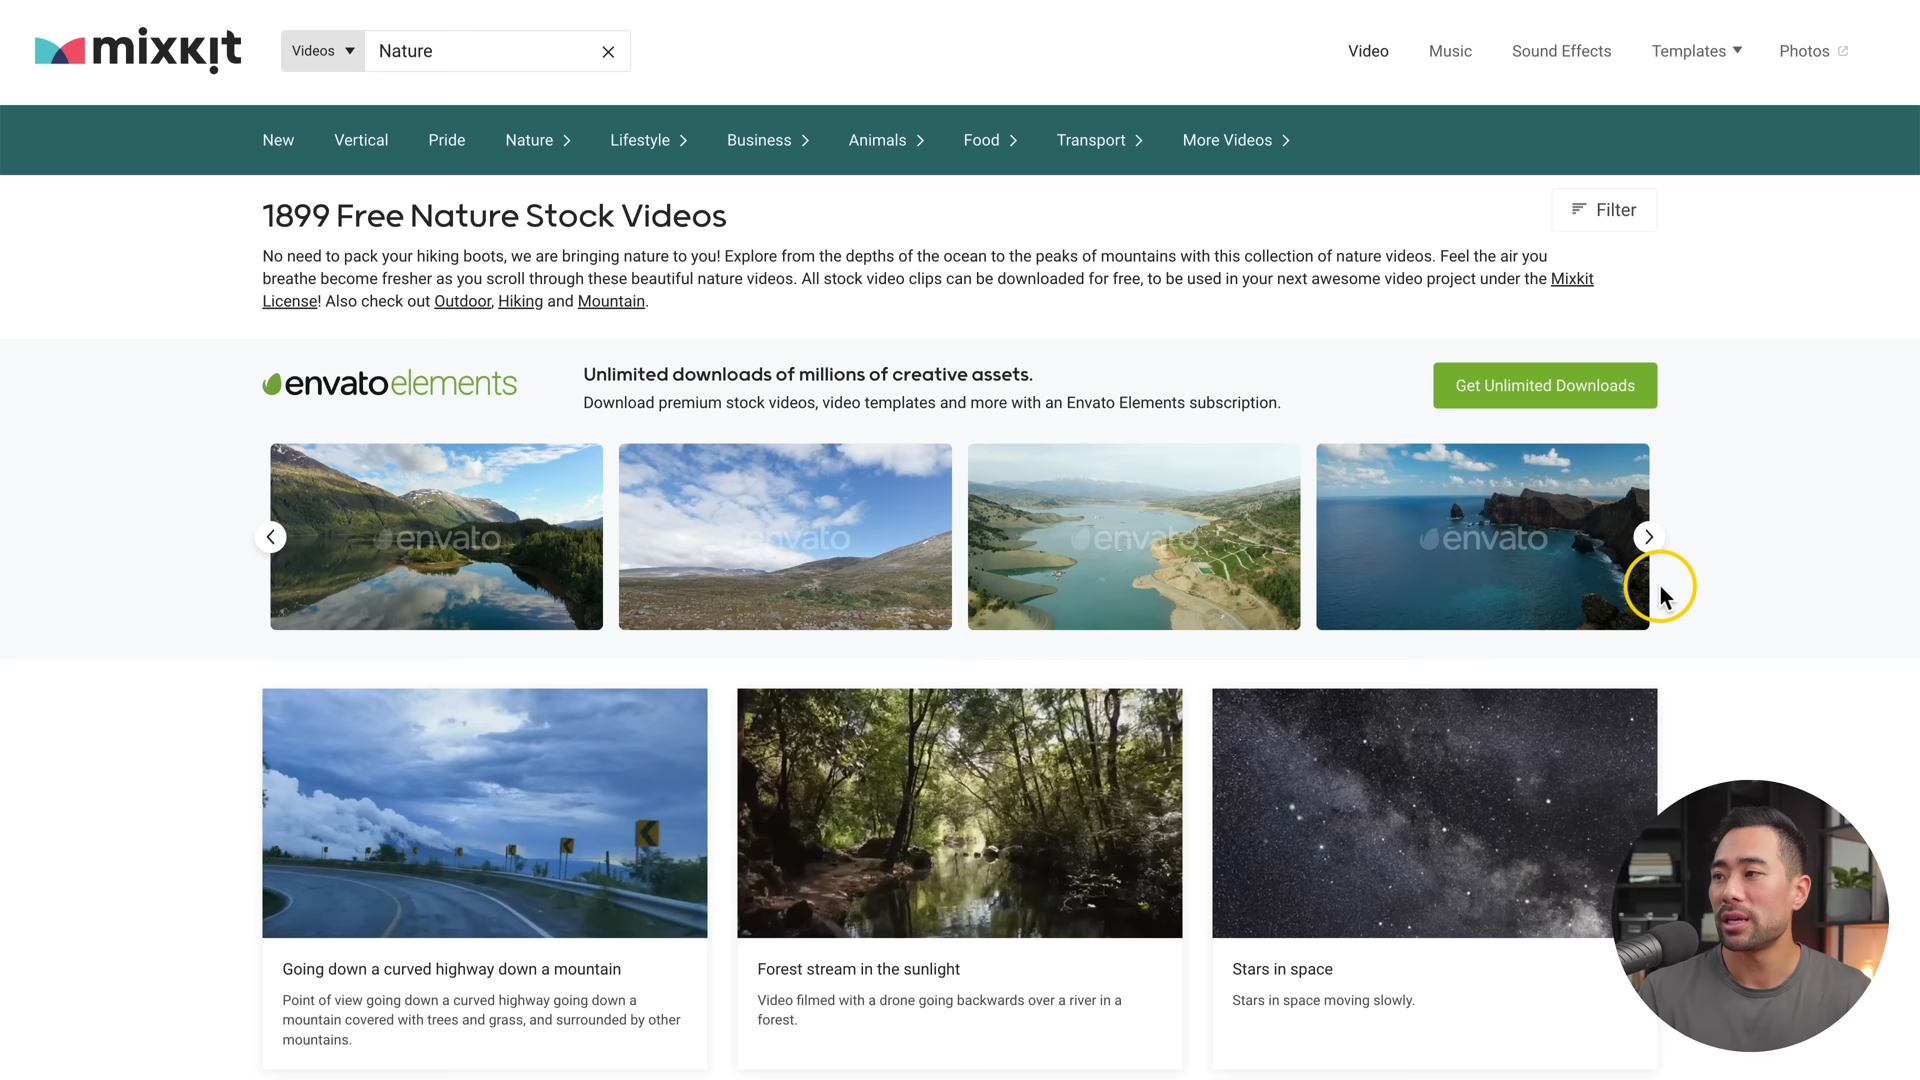 mixkit
Videos
Nature
Video
Music
Sound Effects
Templates
Photos
New
Vertical
Pride
Nature
Lifestyle
Business
Animals
Food
Transport
More Videos
1899 Free Nature Stock Videos
Filter
No need to pack your hiking boots, we are bringing nature to you! Explore from the depths of the ocean to the peaks of mountains with this collection of nature videos. Feel the air you
breathe become fresher as you scroll through these beautiful nature videos. All stock video clips can be downloaded for free, to be used in your next awesome video project under the Mixkit
License! Also check out Outdoor, Hiking and Mountain.
envatoelements
Unlimited downloads of millions of creative assets.
Download premium stock videos, video templates and more with an Envato Elements subscription.
Get Unlimited Downloads
envato
envato
envato
envato
Going down a curved highway down a mountain
Point of view going down a curved highway going down a
mountain covered with trees and grass, and surrounded by other
mountains.
Forest stream in the sunlight
Video filmed with a drone going backwards over a river in a
forest.
Stars in space
Stars in space moving slowly.